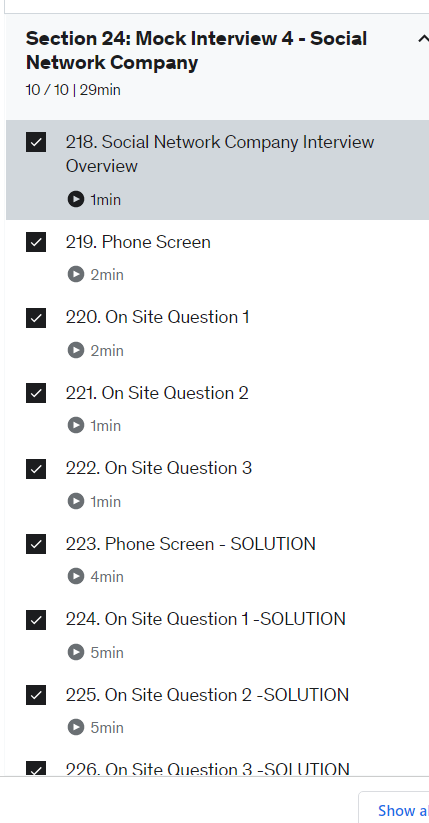 Section 24: Mock Interview 4 - Social
Network Company
10 / 10 | 29min
218. Social Network Company Interview
Overview
1min
219. Phone Screen
2min
220. On Site Question 1
2min
221. On Site Question 2
1min
222. On Site Question 3
1min
223. Phone Screen - SOLUTION
4min
224. On Site Question 1 -SOLUTION
5min
225. On Site Question 2 -SOLUTION
5min
226. On Site Question 3 -SOLUTION
Show